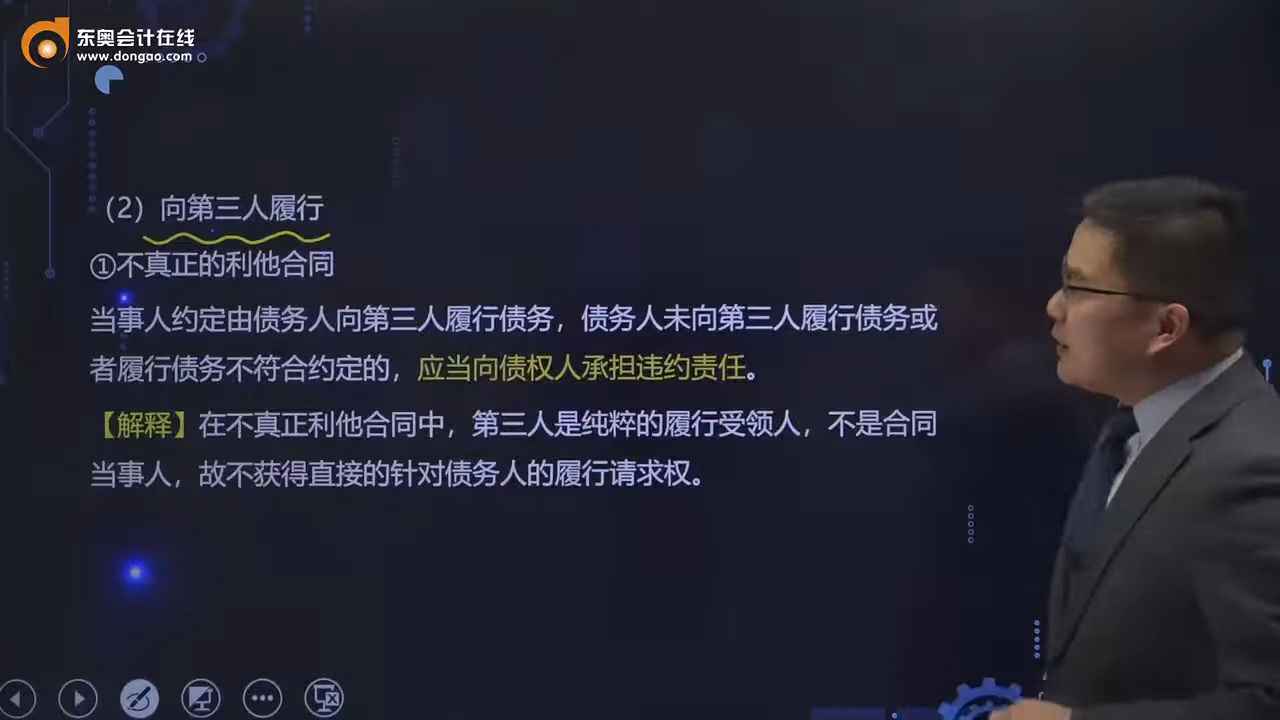 东奥会计在线
www.dongao.com
（2）向第三人履行
①不真正的利他合同
当事人约定由债务人向第三人履行债务，债务人未向第三人履行债务或
者履行债务不符合约定的，应当向债权人承担违约责任。
【解释】在不真正利他合同中，第三人是纯粹的履行受领人，不是合同
当事人，故不获得直接的针对债务人的履行请求权。